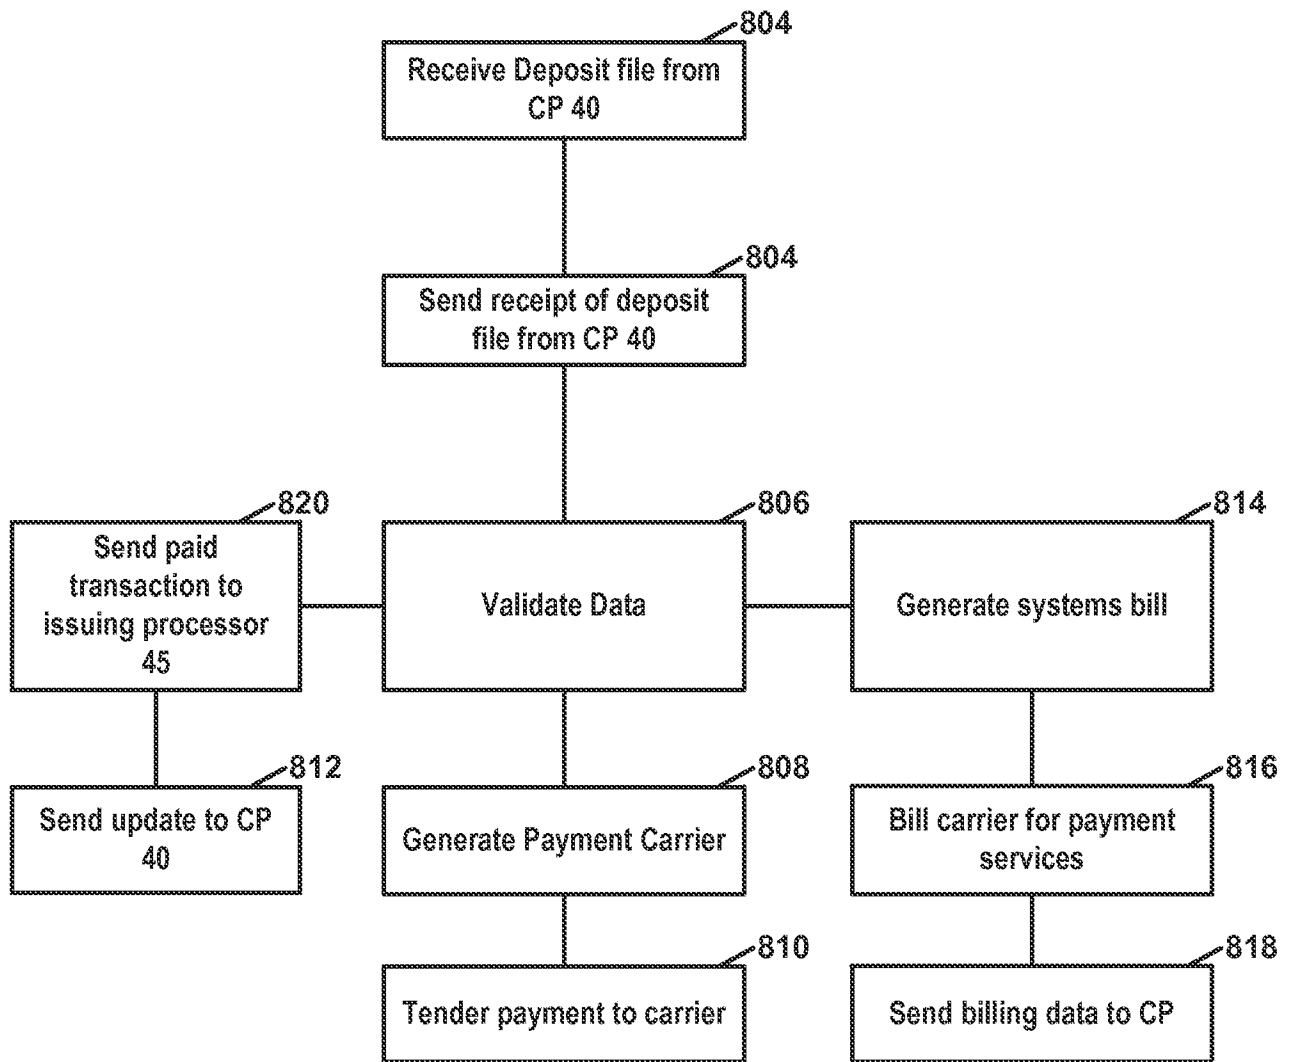 804
Receive Deposit file from
CP 40
804
Send receipt of deposit
file from CP 40
820
Send paid
transaction to
issuing processor
45
806
Validate Data
814
Generate systems bill
812
Send update to CP
40
808
Generate Payment Carrier
816
Bill carrier for payment
services
810
Tender payment to carrier
818
Send billing data to CP